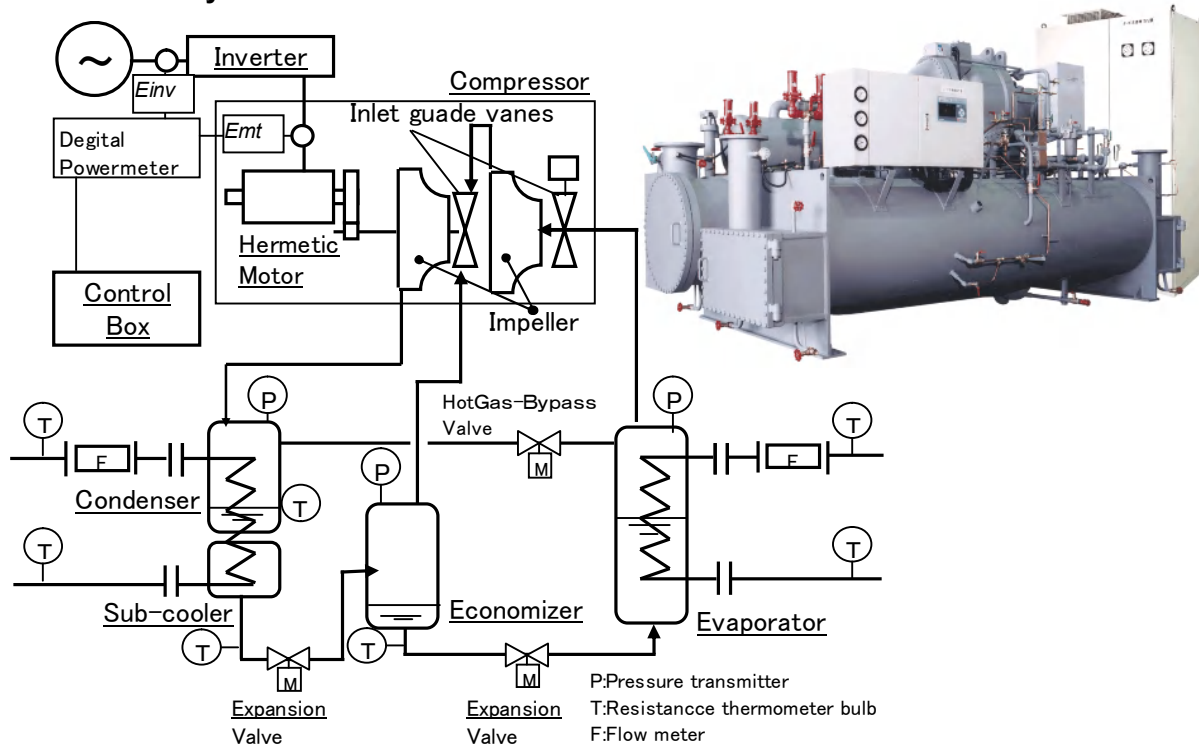 ~
Inverter
Einv
Compressor
Inlet guade vanes
Degital
Powermeter
Emt
Hermetic
Motor
Control
Box
Impeller
P
HotGas-Bypass
Valve
P
T
T
F
M
F
P
Condenser
T
T
T
Sub-cooler
Economizer
Evaporator
T
T
M
M
P:Pressure transmitter
Expansion
Valve
Expansion
Valve
T:Resistancce thermometer bulb
F:Flow meter